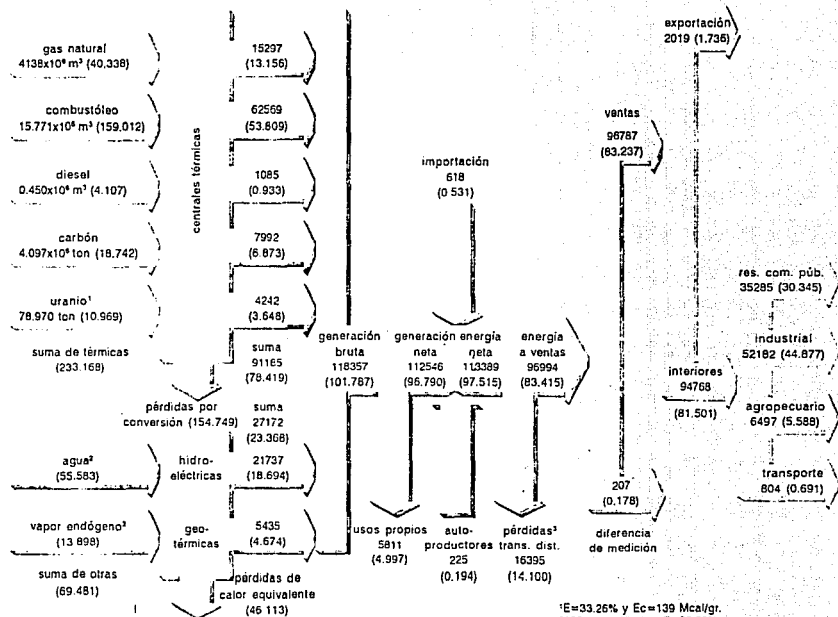 gas natural
4138x10⁶ m³ (40,338)
combustóleo
15.771x10⁶ m³ (159.012)
diesel
0.450x10⁶ m³ (4.107)
carbón
4.097x10⁶ ton (18.742)
uranio¹
78.970 ton (10.969)
suma de térmicas
(233.168)
centrales térmicas
15297
(13.156)
62569
(53.809)
1085
(0.933)
7992
(6.873)
4242
(3.648)
suma
91185
(78.419)
pérdidas por
conversión (154.749)
suma
27172
(23.368)
agua²
(55.583)
hidro-
eléctricas
21737
(18.694)
vapor endógeno³
(13 898)
geo-
térmicas
5435
(4.674)
suma de otras
(69.481)
pérdidas de
calor equivalente
(46 113)
generación
bruta
118357
(101.787)
generación
neta
112546
(96.790)
importación
618
(0.531)
energía
neta
113389
(97.515)
energía
a ventas
96994
(83.415)
usos propios
5811
(4.997)
auto-
productores
225
(0.194)
pérdidas³
trans. dist.
16395
(14.100)
ventas
96787
(83.237)
207
(0.178)
diferencia
de medición
exportación
2019 (1.736)
interiores
94768
(81.501)
res. com. púb.
35285 (30.345)
industrial
52182 (44.877)
agropecuario
6497 (5.588)
transporte
804 (0.691)
¹E=33.26% y Ec=139 Mcal/gr.